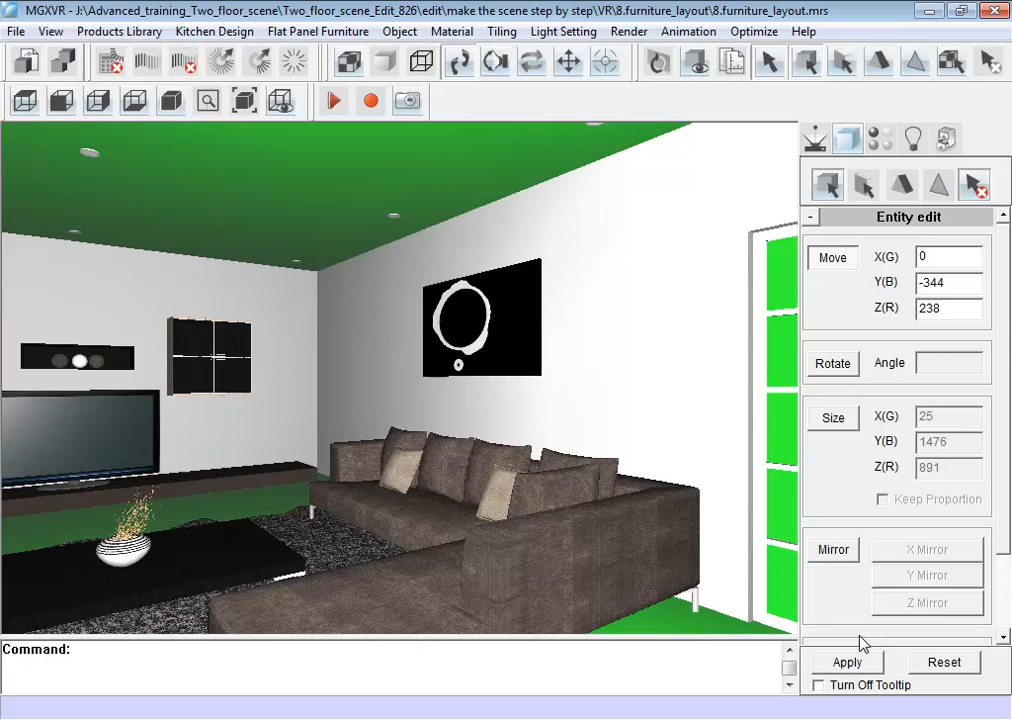 MGXVR - J:\Advanced_training_Two_floor_scene\Two_floor_scene_Edit_826\edit\make the scene step by step\VR\8.furniture_layout\8.furniture_layout.mrs
File View Products Library Kitchen Design Flat Panel Furniture Object Material Tiling Light Setting Render Animation Optimize Help
- Entity edit
Move X(G) 0
Y(B) -344
Z(R) 238
Rotate Angle
Size X(G) 25
Y(B) 1476
Z(R) 891
Keep Proportion
Mirror X Mirror
Y Mirror
Z Mirror
Command:
Apply Reset
Turn Off Tooltip